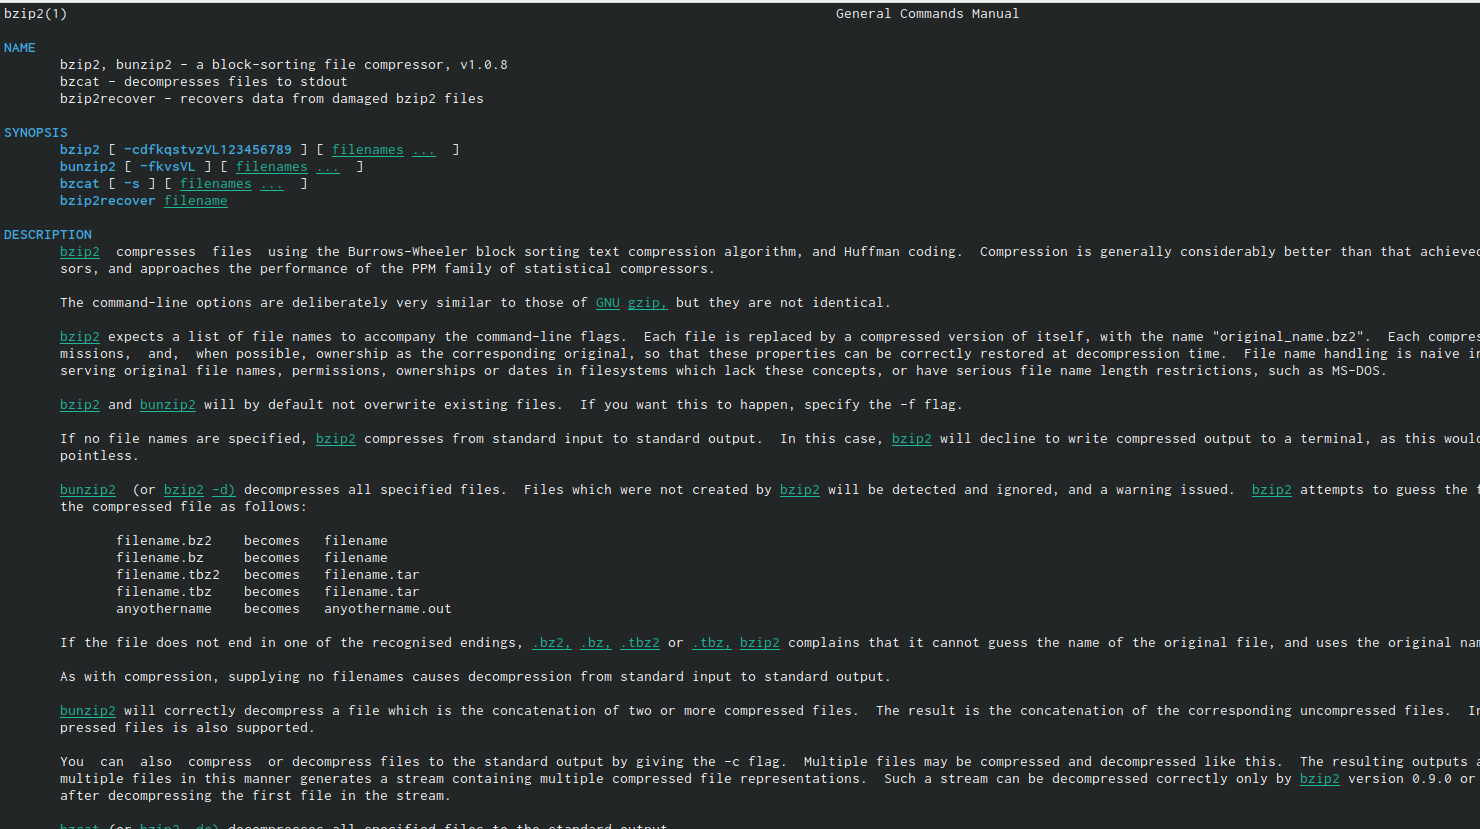 bzip2(1) General Commands Manual
NAME
bzip2, bunzip2 - a block-sorting file compressor, v1.0.8
bzcat - decompresses files to stdout
bzip2recover - recovers data from damaged bzip2 files
SYNOPSIS
bzip2 [ -cdfkqstvzVL123456789 ] [ filenames ... ]
bunzip2 [ -fkvsVL ] [ filenames ... ]
bzcat [ -s ] [ filenames ... ]
bzip2recover filename
DESCRIPTION
bzip2 compresses files using the Burrows-Wheeler block sorting text compression algorithm, and Huffman coding. Compression is generally considerably better than that achieved
sors, and approaches the performance of the PPM family of statistical compressors.
The command-line options are deliberately very similar to those of GNU gzip, but they are not identical.
bzip2 expects a list of file names to accompany the command-line flags. Each file is replaced by a compressed version of itself, with the name "original_name.bz2". Each compres
missions, and, when possible, ownership as the corresponding original, so that these properties can be correctly restored at decompression time. File name handling is naive in
serving original file names, permissions, ownerships or dates in filesystems which lack these concepts, or have serious file name length restrictions, such as MS-DOS.
bzip2 and bunzip2 will by default not overwrite existing files. If you want this to happen, specify the -f flag.
If no file names are specified, bzip2 compresses from standard input to standard output. In this case, bzip2 will decline to write compressed output to a terminal, as this would
pointless.
bunzip2 (or bzip2 -d) decompresses all specified files. Files which were not created by bzip2 will be detected and ignored, and a warning issued. bzip2 attempts to guess the f
the compressed file as follows:
filename.bz2 becomes filename
filename.bz becomes filename
filename.tbz2 becomes filename.tar
filename.tbz becomes filename.tar
anyothername becomes anyothername.out
If the file does not end in one of the recognised endings, .bz2, .bz, .tbz2 or .tbz, bzip2 complains that it cannot guess the name of the original file, and uses the original nam
As with compression, supplying no filenames causes decompression from standard input to standard output.
bunzip2 will correctly decompress a file which is the concatenation of two or more compressed files. The result is the concatenation of the corresponding uncompressed files. In
pressed files is also supported.
You can also compress or decompress files to the standard output by giving the -c flag. Multiple files may be compressed and decompressed like this. The resulting outputs a
multiple files in this manner generates a stream containing multiple compressed file representations. Such a stream can be decompressed correctly only by bzip2 version 0.9.0 or
after decompressing the first file in the stream.
bzcat (or bzip2 -dc) decompresses all specified files to the standard output.